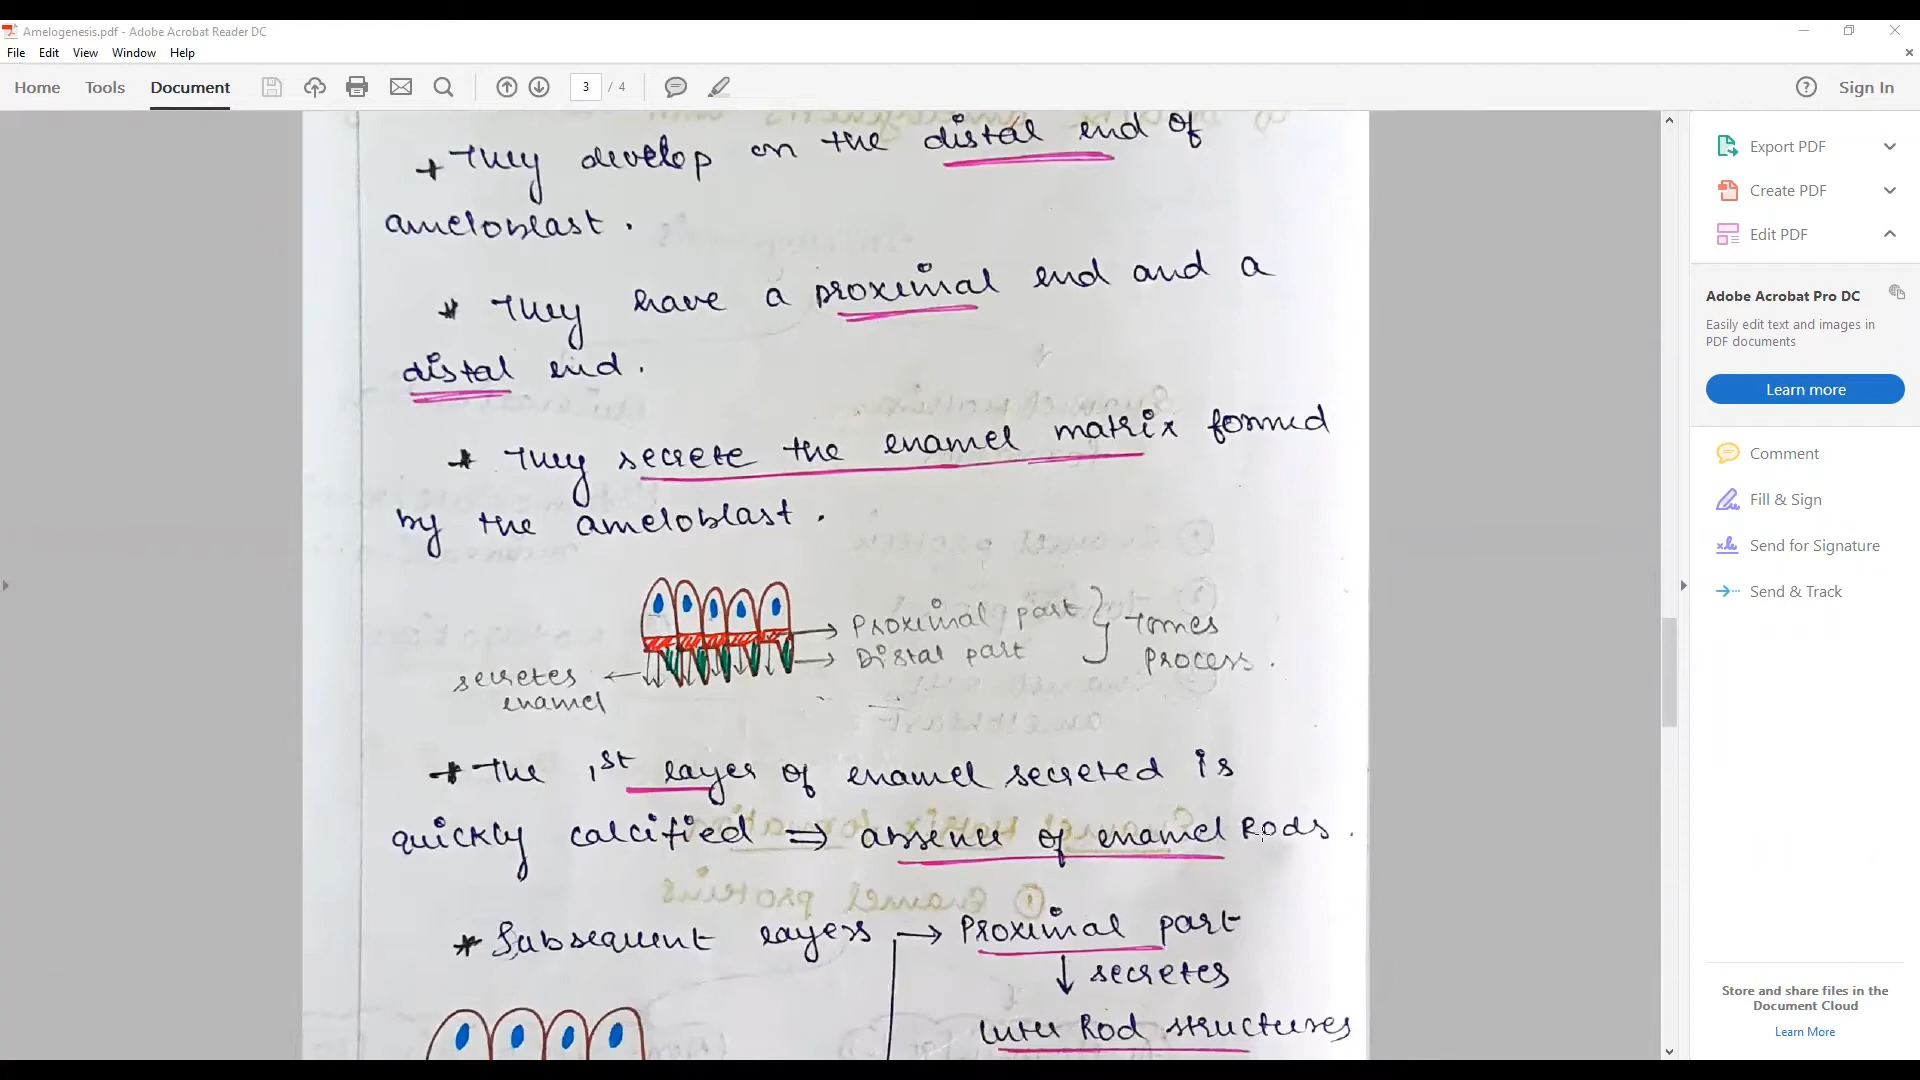 Amelogenesis.pdf - Adobe Acrobat Reader DC
File Edit View Window Help
Home Tools Document 3 / 4 Sign In
They develop on the distal end of
ameloblast.
* They have a proximal end and a
distal end.
* They secrete the enamel matrix formed
by the ameloblast.
Proximal part } Tomes
Distal part process.
secretes
enamel
* The 1st layer of enamel secreted is
quickly calcified ⇒ absence of enamel Rods.
* Subsequent layers → Proximal part
↓ secretes
Inter Rod structures
Export PDF
Create PDF
Edit PDF
Adobe Acrobat Pro DC
Easily edit text and images in
PDF documents
Learn more
Comment
Fill & Sign
Send for Signature
Send & Track
Store and share files in the
Document Cloud
Learn More